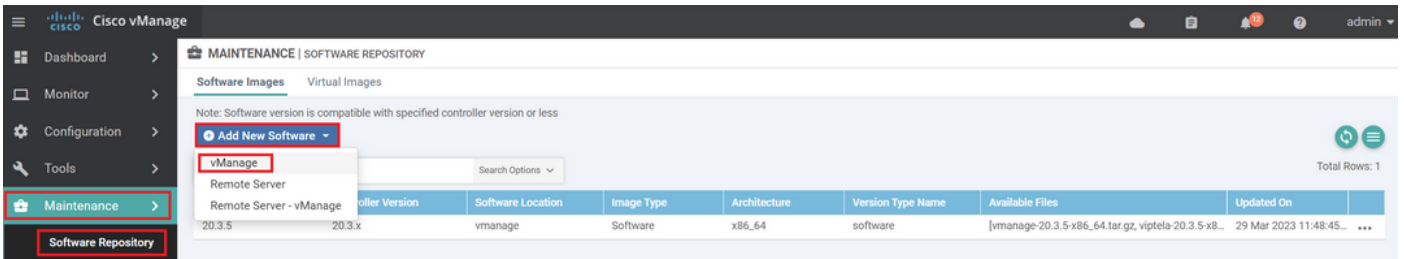 cisco Cisco vManage 12 admin
Dashboard
Monitor
Configuration
Tools
Maintenance
Software Repository
MAINTENANCE | SOFTWARE REPOSITORY
Software Images Virtual Images
Note: Software version is compatible with specified controller version or less
Add New Software
vManage
Remote Server
Remote Server - vManage
Search Options
Total Rows: 1
oller Version Software Location Image Type Architecture Version Type Name Available Files Updated On
20.3.5 20.3.x vmanage Software x86_64 software [vmanage-20.3.5-x86_64.tar.gz, viptela-20.3.5-x8... 29 Mar 2023 11:48:45... •••